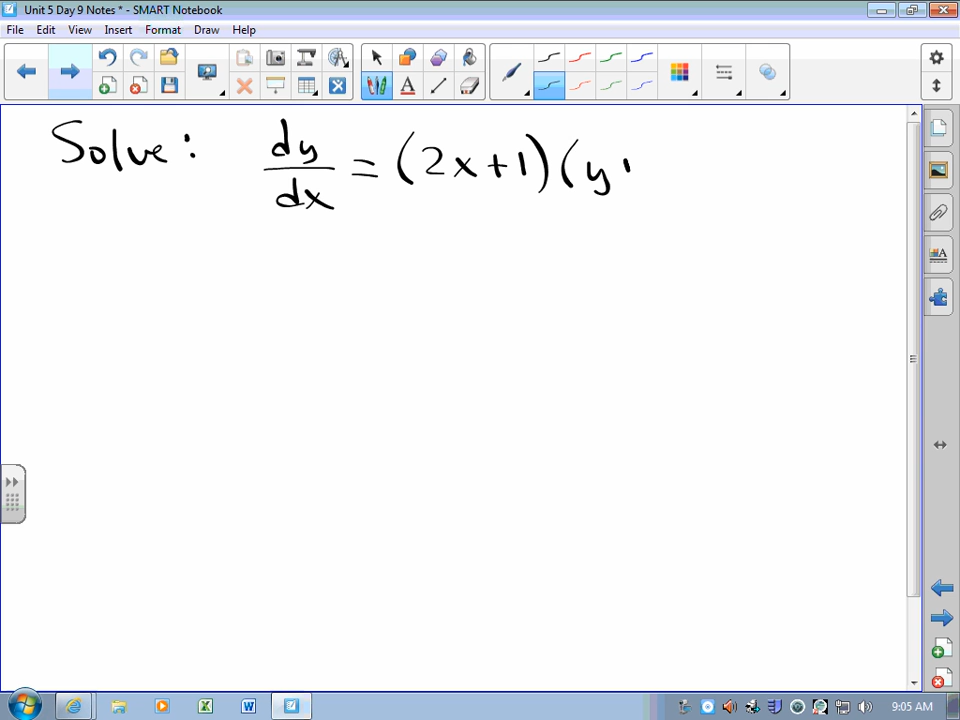 Unit 5 Day 9 Notes * - SMART Notebook
File Edit View Insert Format Draw Help
Solve: dy/dx = (2x+1)(y
9:05 AM